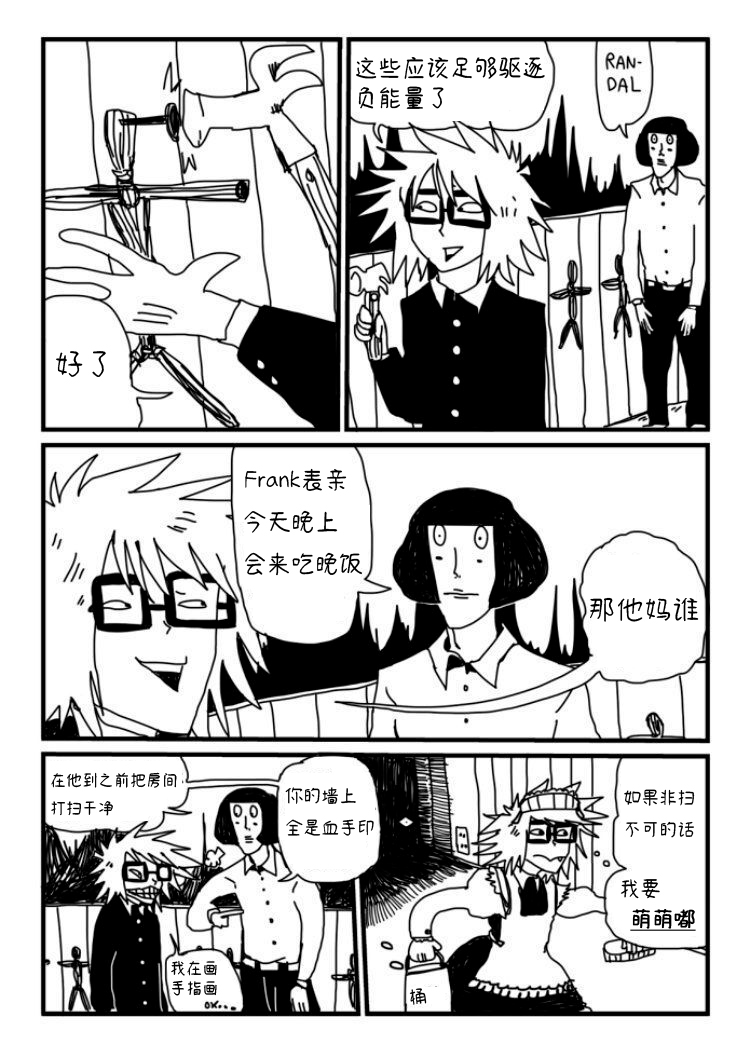 好了
这些应该足够驱逐
负能量了
RAN-
DAL
Frank表亲
今天晚上
会来吃晚饭
那他妈谁
在他到之前把房间
打扫干净
你的墙上
全是血手印
我在画
手指画
OK...
如果非扫
不可的话
我要
萌萌嘟
桶